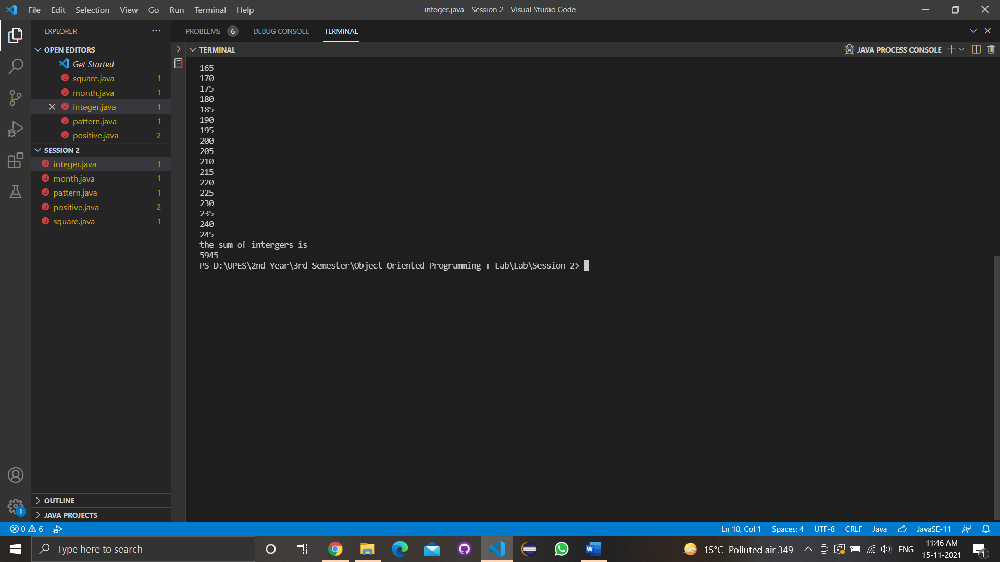 File Edit Selection View Go Run Terminal Help
integer.java - Session 2 - Visual Studio Code
EXPLORER
OPEN EDITORS
Get Started
square.java 1
month.java 1
integer.java 1
pattern.java 1
positive.java 2
SESSION 2
integer.java 1
month.java 1
pattern.java 1
positive.java 2
square.java 1
OUTLINE
JAVA PROJECTS
PROBLEMS 6 DEBUG CONSOLE TERMINAL
TERMINAL
JAVA PROCESS CONSOLE
165
170
175
180
185
190
195
200
205
210
215
220
225
230
235
240
245
the sum of intergers is
5945
PS D:\UPES\2nd Year\3rd Semester\Object Oriented Programming + Lab\Lab\Session 2>
1
0 6
Ln 18, Col 1 Spaces: 4 UTF-8 CRLF Java JavaSE-11
Type here to search
15°C Polluted air 349
ENG
11:46 AM
15-11-2021
1